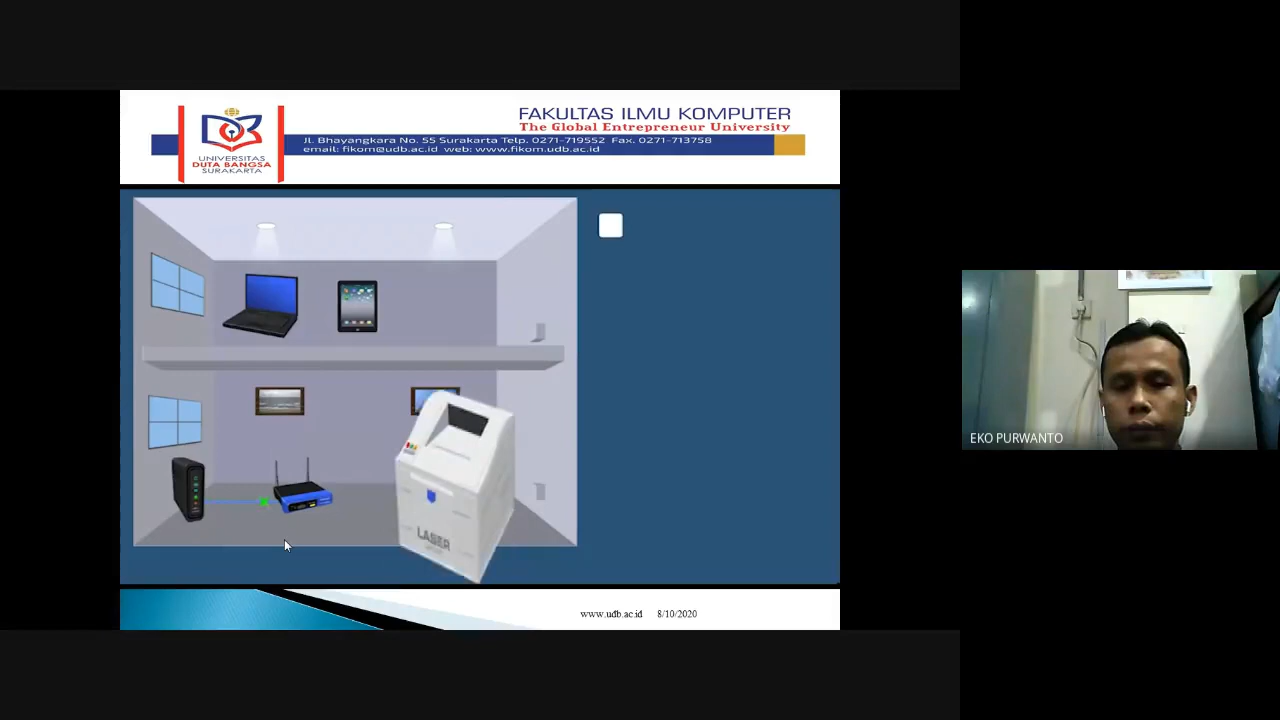 FAKULTAS ILMU KOMPUTER
The Global Entrepreneur University
Jl. Bhayangkara No. 55 Surakarta Telp. 0271-719552 Fax. 0271-713758
email: fikom@udb.ac.id web: www.fikom.udb.ac.id
UNIVERSITAS
DUTA BANGSA
SURAKARTA
LASER
EKO PURWANTO
www.udb.ac.id 8/10/2020